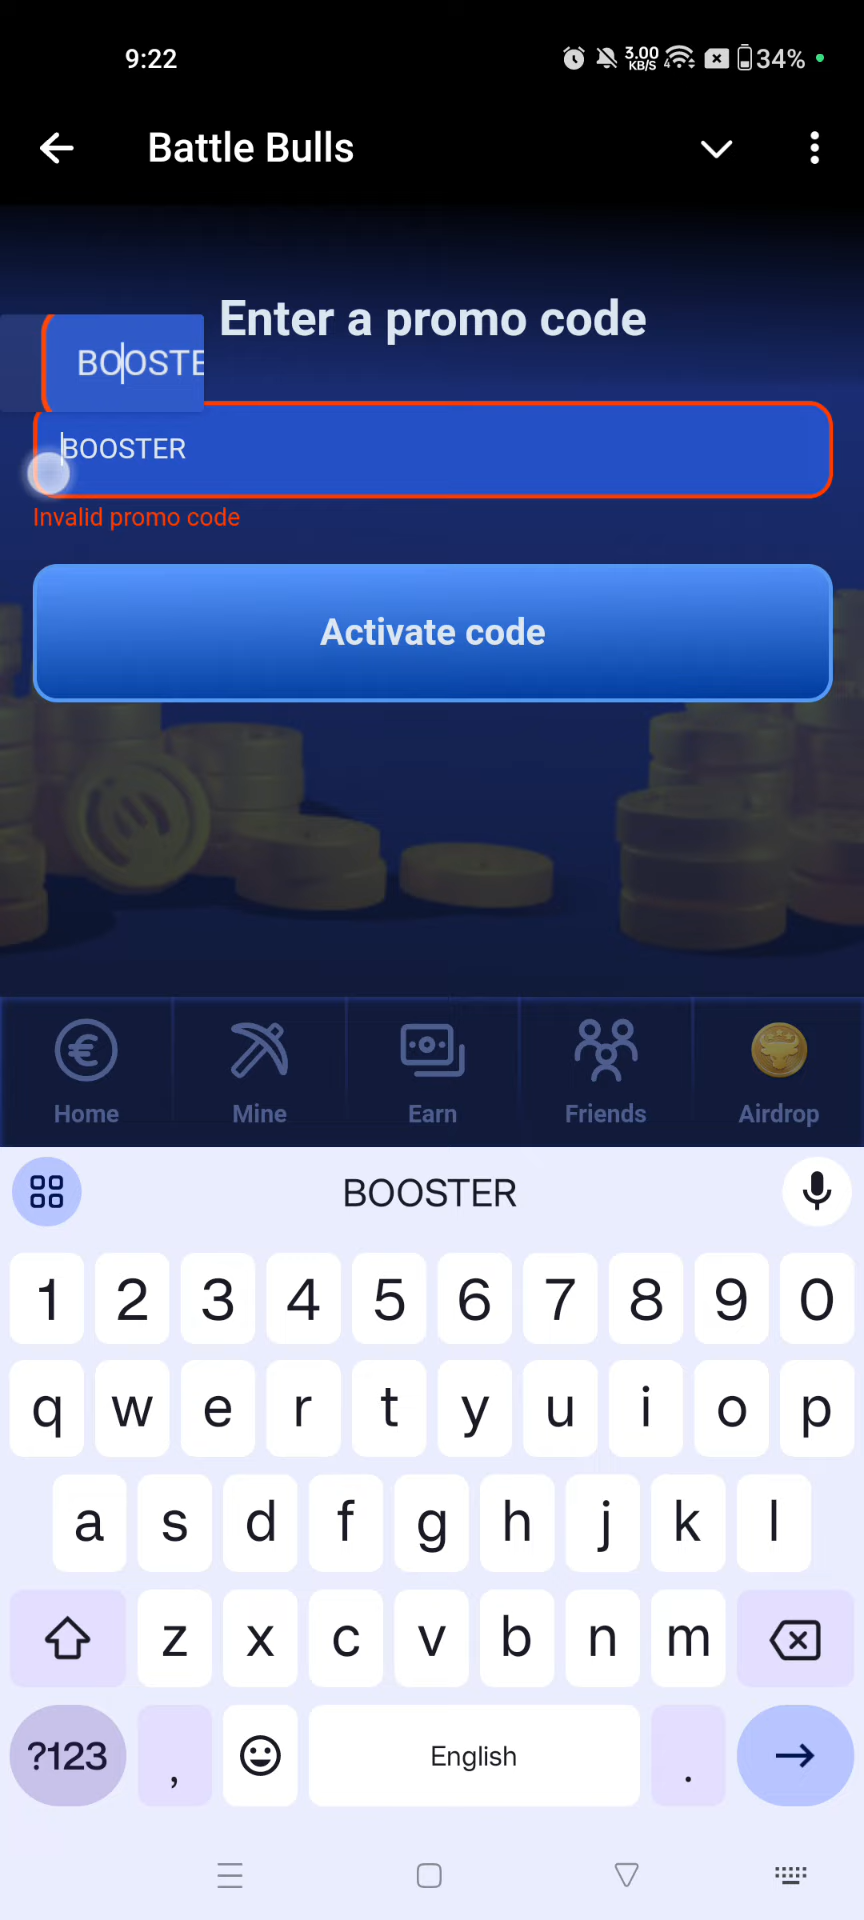 9:22
3.00
KB/S
4
34%
Battle Bulls
Enter a promo code
BOOSTE
BOOSTER
Invalid promo code
Activate code
Home
Mine
Earn
Friends
Airdrop
BOOSTER
1 2 3 4 5 6 7 8 9 0
q w e r t y u i o p
a s d f g h j k l
z x c v b n m
?123 , English .